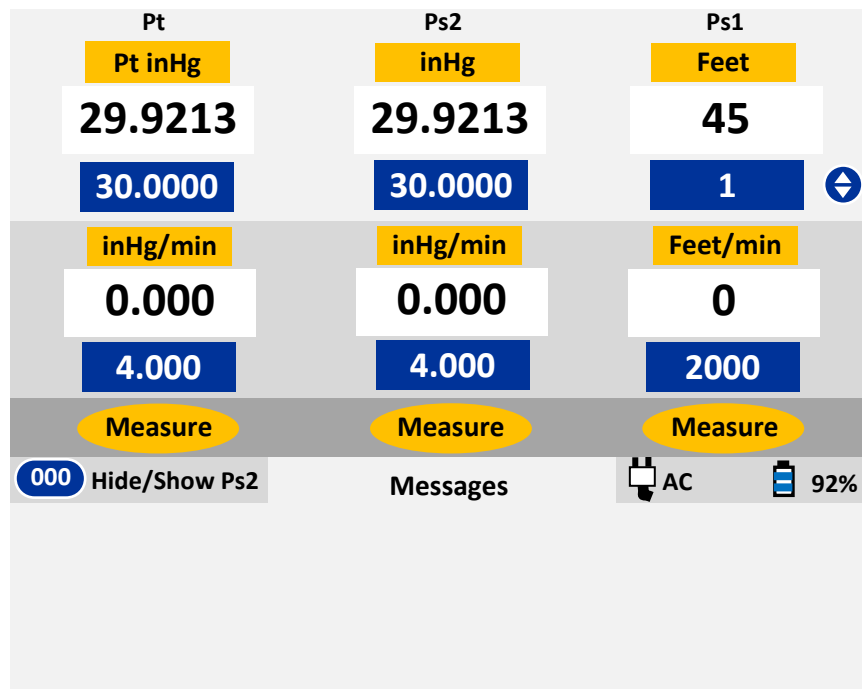 Pt Ps2 Ps1
Pt inHg inHg Feet
29.9213 29.9213 45
30.0000 30.0000 1
inHg/min inHg/min Feet/min
0.000 0.000 0
4.000 4.000 2000
Measure Measure Measure
000 Hide/Show Ps2 Messages AC 92%